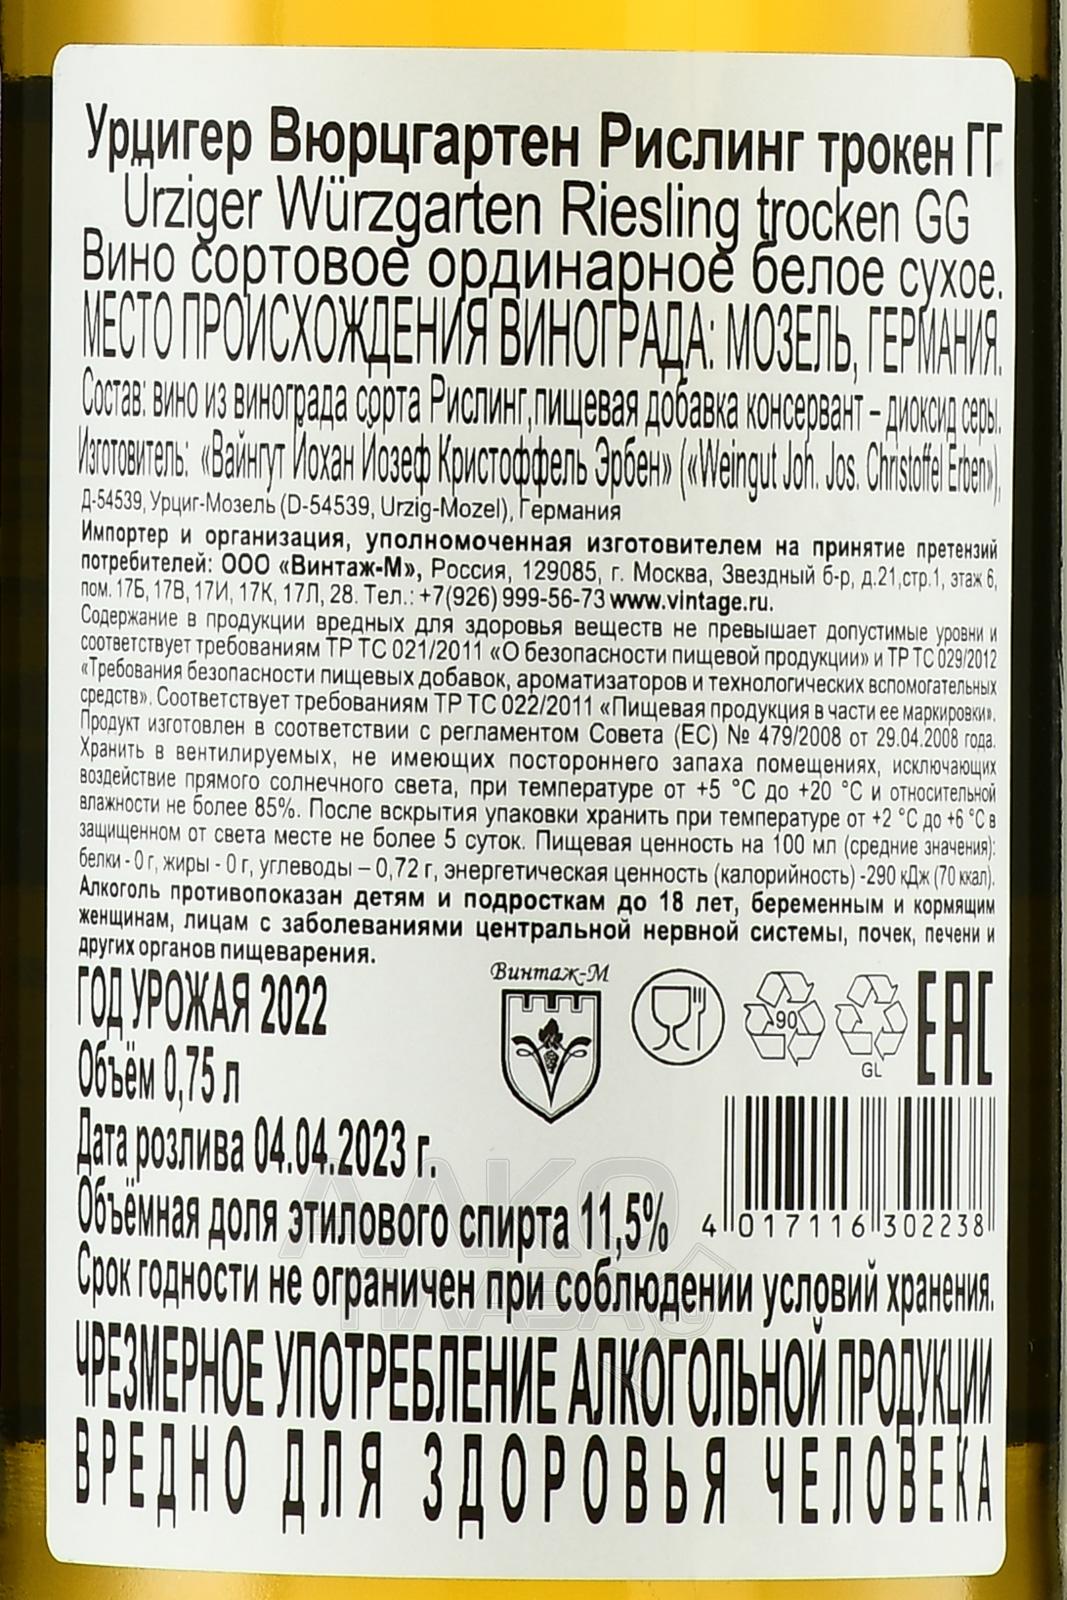 Урцигер Вюрцгартен Рислинг трокен ГГ
Urziger Würzgarten Riesling trocken GG
Вино сортовое ординарное белое сухое.
МЕСТО ПРОИСХОЖДЕНИЯ ВИНОГРАДА: МОЗЕЛЬ, ГЕРМАНИЯ.
Состав: вино из винограда сорта Рислинг,пищевая добавка консервант – диоксид серы.
Изготовитель: «Вайнгут Йохан Йозеф Кристоффель Эрбен» («Weingut Joh. Jos. Christoffel Erben»),
Д-54539, Урциг-Мозель (D-54539, Urzig-Mozel), Германия
Импортер и организация, уполномоченная изготовителем на принятие претензий
потребителей: ООО «Винтаж-М», Россия, 129085, г. Москва, Звездный б-р, д.21,стр.1, этаж 6,
пом. 17Б, 17В, 17И, 17К, 17Л, 28. Тел.: +7(926) 999-56-73 www.vintage.ru.
Содержание в продукции вредных для здоровья веществ не превышает допустимые уровни и
соответствует требованиям ТР ТС 021/2011 «О безопасности пищевой продукции» и ТР ТС 029/2012
«Требования безопасности пищевых добавок, ароматизаторов и технологических вспомогательных
средств». Соответствует требованиям ТР ТС 022/2011 «Пищевая продукция в части ее маркировки».
Продукт изготовлен в соответствии с регламентом Совета (ЕС) № 479/2008 от 29.04.2008 года.
Хранить в вентилируемых, не имеющих постороннего запаха помещениях, исключающих
воздействие прямого солнечного света, при температуре от +5 °С до +20 °С и относительной
влажности не более 85%. После вскрытия упаковки хранить при температуре от +2 °С до +6 °С в
защищенном от света месте не более 5 суток. Пищевая ценность на 100 мл (средние значения):
белки - 0 г, жиры - 0 г, углеводы – 0,72 г, энергетическая ценность (калорийность) -290 кДж (70 ккал).
Алкоголь противопоказан детям и подросткам до 18 лет, беременным и кормящим
женщинам, лицам с заболеваниями центральной нервной системы, почек, печени и
других органов пищеварения.
Винтаж-М
ГОД УРОЖАЯ 2022
90
GL
EAC
Объём 0,75 л
Дата розлива 04.04.2023 г.
Объёмная доля этилового спирта 11,5%
4 017116 302238
АЛКО
ЛАВКА
Срок годности не ограничен при соблюдении условий хранения.
ЧРЕЗМЕРНОЕ УПОТРЕБЛЕНИЕ АЛКОГОЛЬНОЙ ПРОДУКЦИИ
ВРЕДНО ДЛЯ ЗДОРОВЬЯ ЧЕЛОВЕКА